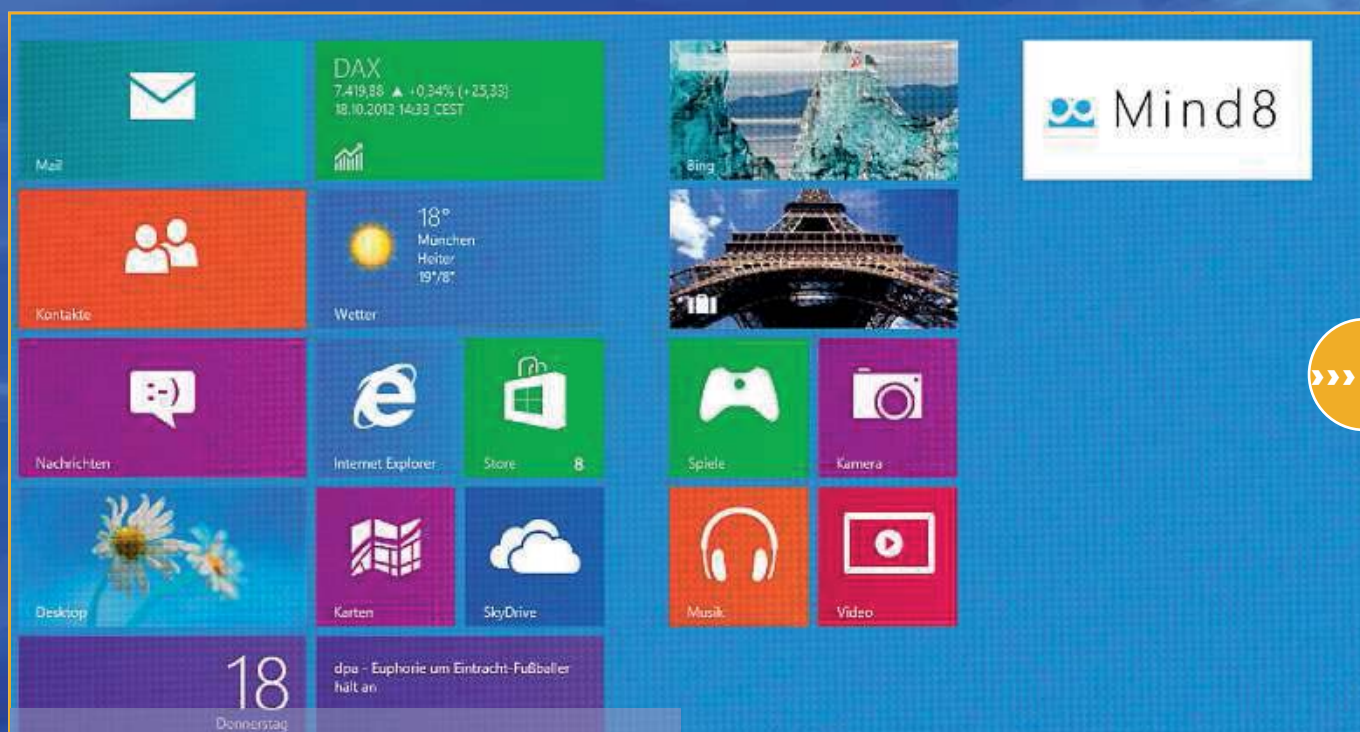 Mail
DAX
7.419,88 ▲ +0,34% (+25,33)
18.10.2012 14:33 CEST
Bing
Mind8
Kontakte
18°
München
Heiter
19°/8°
Wetter
Nachrichten
:-)
Internet Explorer
Store 8
Spiele
Kamera
Desktop
Karten
SkyDrive
Musik
Video
18
Donnerstag
dpa - Euphorie um Eintracht-Fußballer
hält an